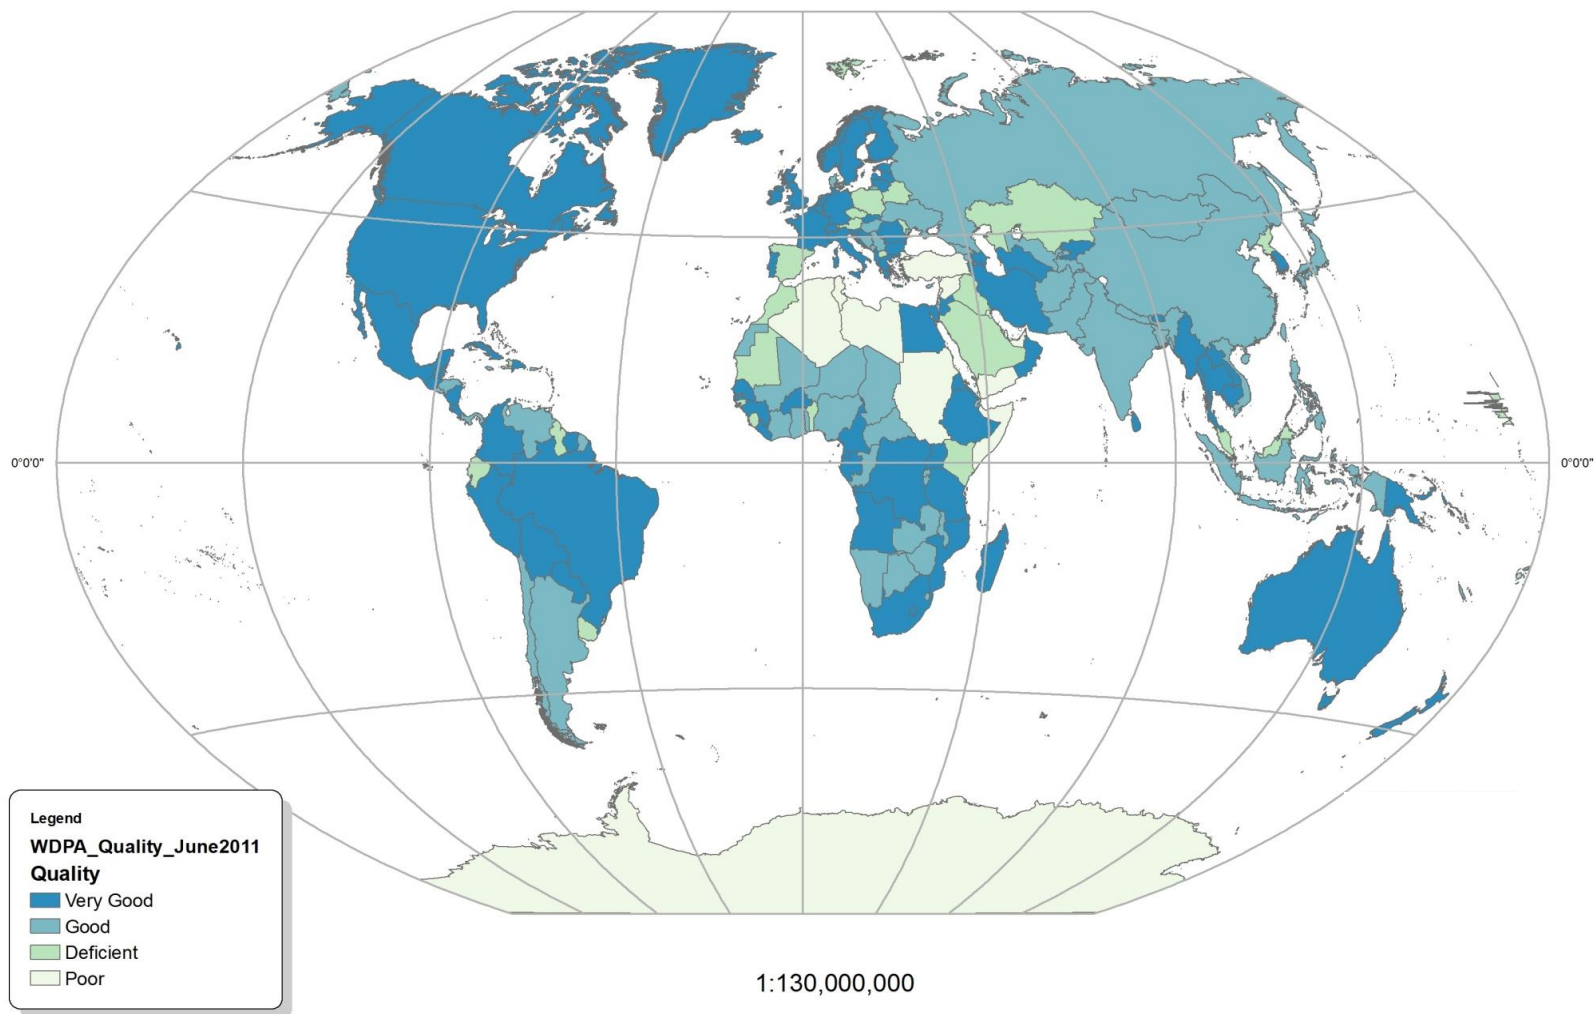 0°0'0"
0°0'0"
Legend
WDPA_Quality_June2011
Quality
Very Good
Good
Deficient
Poor
1:130,000,000